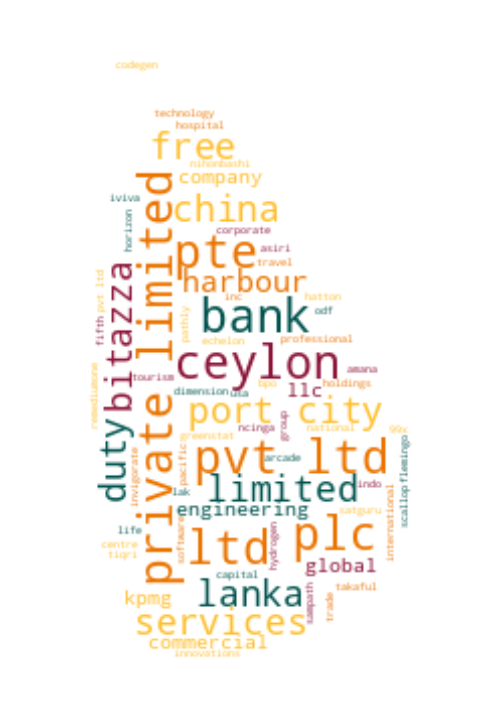 codegen
technology
hospital
free
nihonbashi
company
iviva
china
horizon
private limited
corporate
pte
asiri
travel
bitazza
harbour
pvt ltd
inc
hatton
bank
odf
fifth
pathly
echelon
professional
ceylon
amana
tourism
remediumone
dimension
usa
bpo
llc
holdings
port city
duty
ncinga
group
national
99x
greenstat
pvt ltd
flamingo
pacific
arcade
invigorate
limited
indo
lak
scallop
engineering
satguru
international
life
software
ltd
plc
hydrogen
centre
tiqri
global
capital
lanka
takaful
kpmg
sampath
trade
services
commercial
innovations